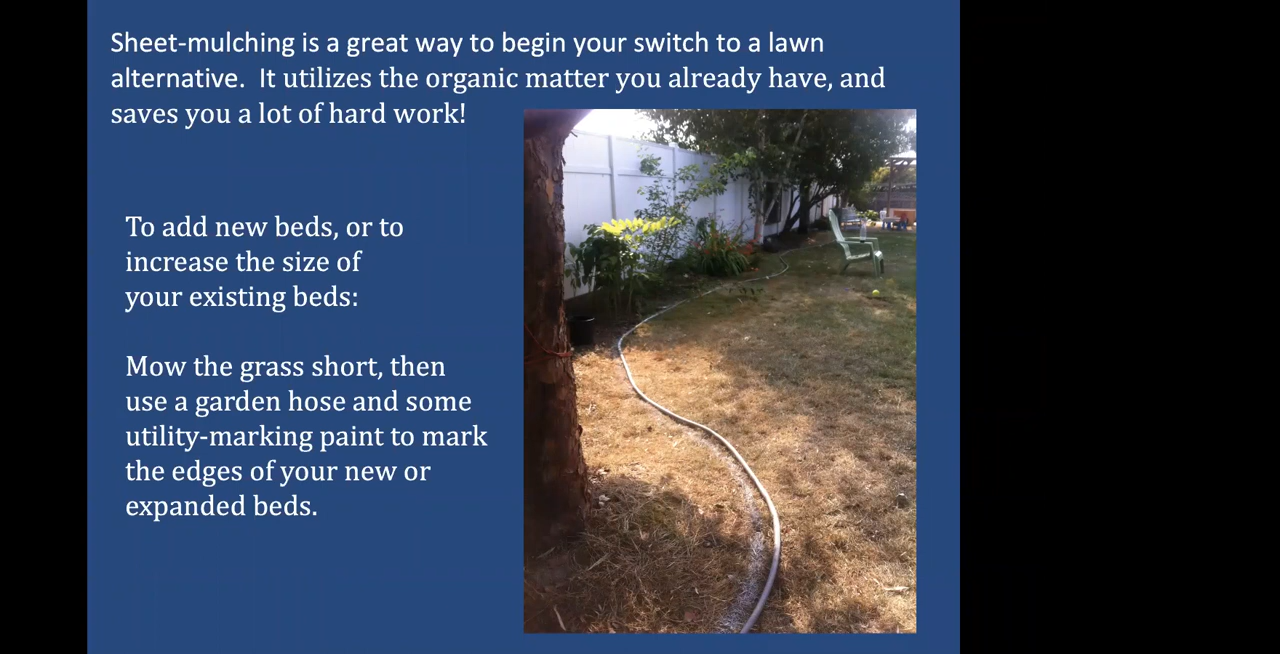 Sheet-mulching is a great way to begin your switch to a lawn
alternative.  It utilizes the organic matter you already have, and
saves you a lot of hard work!
To add new beds, or to
increase the size of
your existing beds:
Mow the grass short, then
use a garden hose and some
utility-marking paint to mark
the edges of your new or
expanded beds.